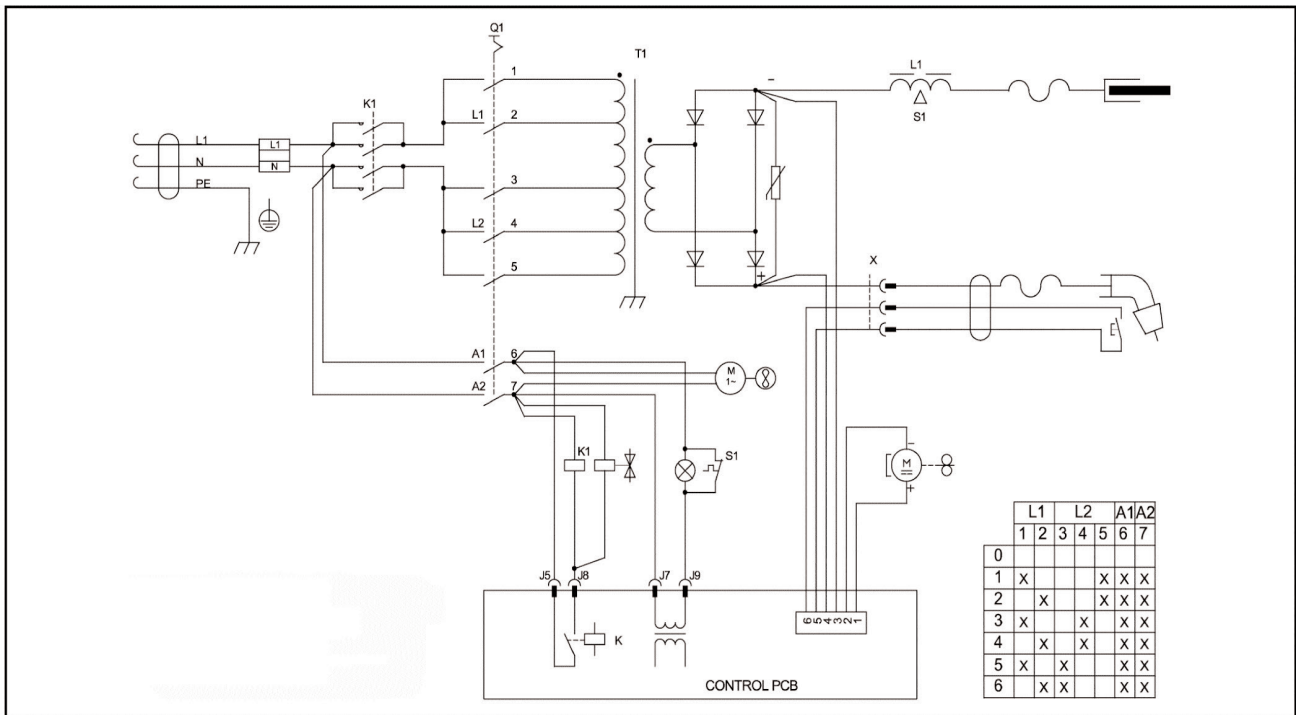 Q1
T1
1
L1
2
3
L2
4
5
K1
L1
L1
N
N
PE
-
L1
S1
+
X
A1
6
A2
7
M
1~
K1
S1
-
M
+
J5
J8
J7
J9
K
6 5 4 3 2 1
CONTROL PCB
L1 L2 A1 A2
1 2 3 4 5 6 7
0
1 X X X X
2 X X X X
3 X X X X
4 X X X X
5 X X X X
6 X X X X